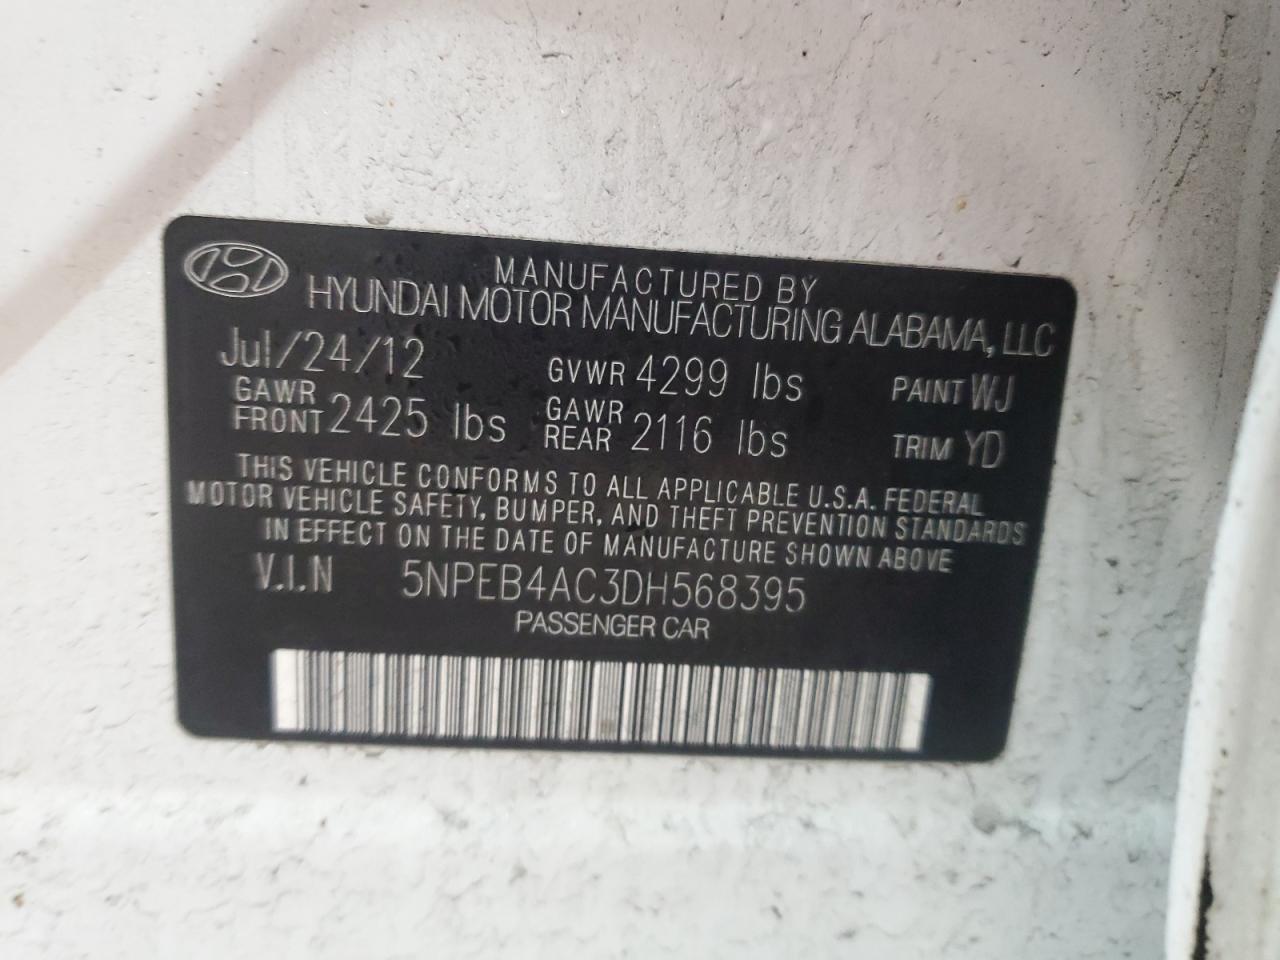 MANUFACTURED BY
HYUNDAI MOTOR MANUFACTURING ALABAMA, LLC
Jul/24/12 GVWR 4299 lbs PAINT WJ
GAWR FRONT 2425 lbs GAWR REAR 2116 lbs TRIM YD
THIS VEHICLE CONFORMS TO ALL APPLICABLE U.S.A. FEDERAL
MOTOR VEHICLE SAFETY, BUMPER, AND THEFT PREVENTION STANDARDS
IN EFFECT ON THE DATE OF MANUFACTURE SHOWN ABOVE
V.I.N 5NPEB4AC3DH568395
PASSENGER CAR